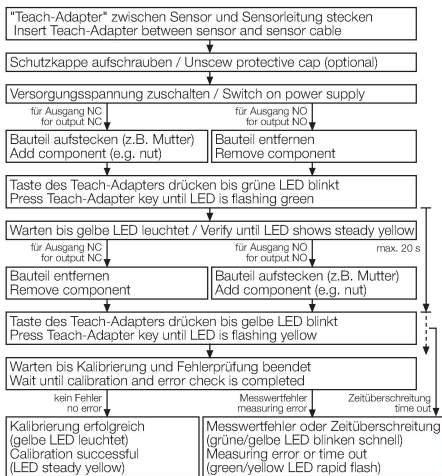 "Teach-Adapter" zwischen Sensor und Sensorleitung stecken
Insert Teach-Adapter between sensor and sensor cable
Schutzkappe aufschrauben / Unscew protective cap (optional)
Versorgungsspannung zuschalten / Switch on power supply
für Ausgang NC
for output NC
für Ausgang NO
for output NO
Bauteil aufstecken (z.B. Mutter)
Add component (e.g. nut)
Bauteil entfernen
Remove component
Taste des Teach-Adapters drücken bis grüne LED blinkt
Press Teach-Adapter key until LED is flashing green
Warten bis gelbe LED leuchtet / Verify until LED shows steady yellow
für Ausgang NC
for output NC
für Ausgang NO
for output NO
max. 20 s
Bauteil entfernen
Remove component
Bauteil aufstecken (z.B. Mutter)
Add component (e.g. nut)
Taste des Teach-Adapters drücken bis gelbe LED blinkt
Press Teach-Adapter key until LED is flashing yellow
Warten bis Kalibrierung und Fehlerprüfung beendet
Wait until calibration and error check is completed
kein Fehler
no error
Messwertfehler
measuring error
Zeitüberschreitung
time out
Kalibrierung erfolgreich
(gelbe LED leuchtet)
Calibration successful
(LED steady yellow)
Messwertfehler oder Zeitüberschreitung
(grüne/gelbe LED blinken schnell)
Measuring error or time out
(green/yellow LED rapid flash)